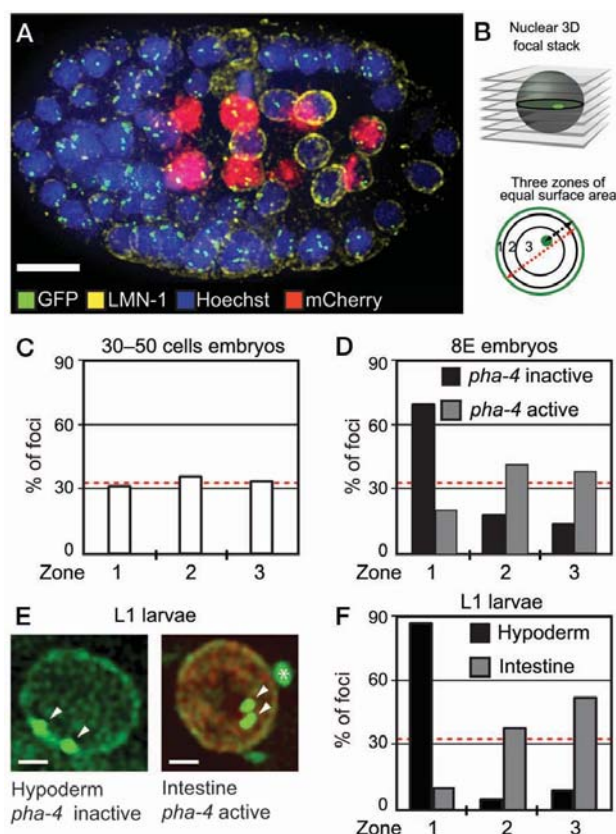 A
GFP LMN-1 Hoechst mCherry
B
Nuclear 3D
focal stack
Three zones of
equal surface area
1 2 3
C
30–50 cells embryos
% of foci
90
60
30
0
Zone 1 2 3
D
8E embryos
pha-4 inactive
pha-4 active
% of foci
90
60
30
0
Zone 1 2 3
E
L1 larvae
*
Hypoderm
pha-4 inactive
Intestine
pha-4 active
F
L1 larvae
Hypoderm
Intestine
% of foci
90
60
30
0
Zone 1 2 3